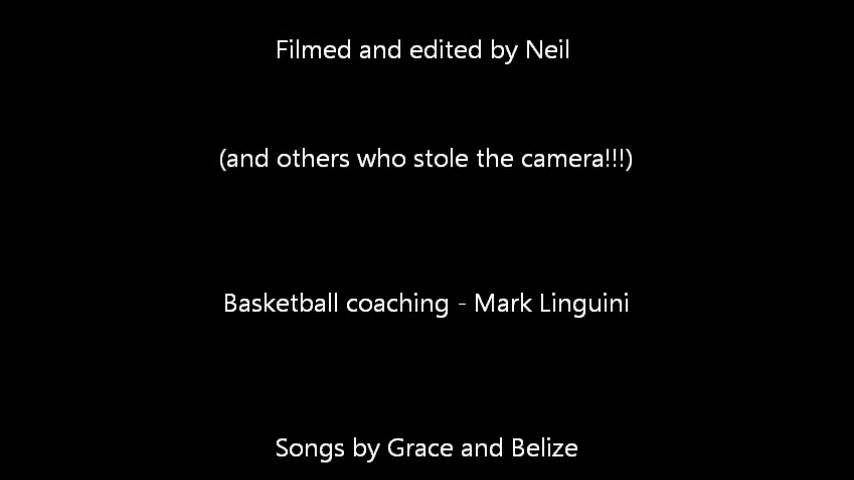 Filmed and edited by Neil
(and others who stole the camera!!!)
Basketball coaching - Mark Linguini
Songs by Grace and Belize